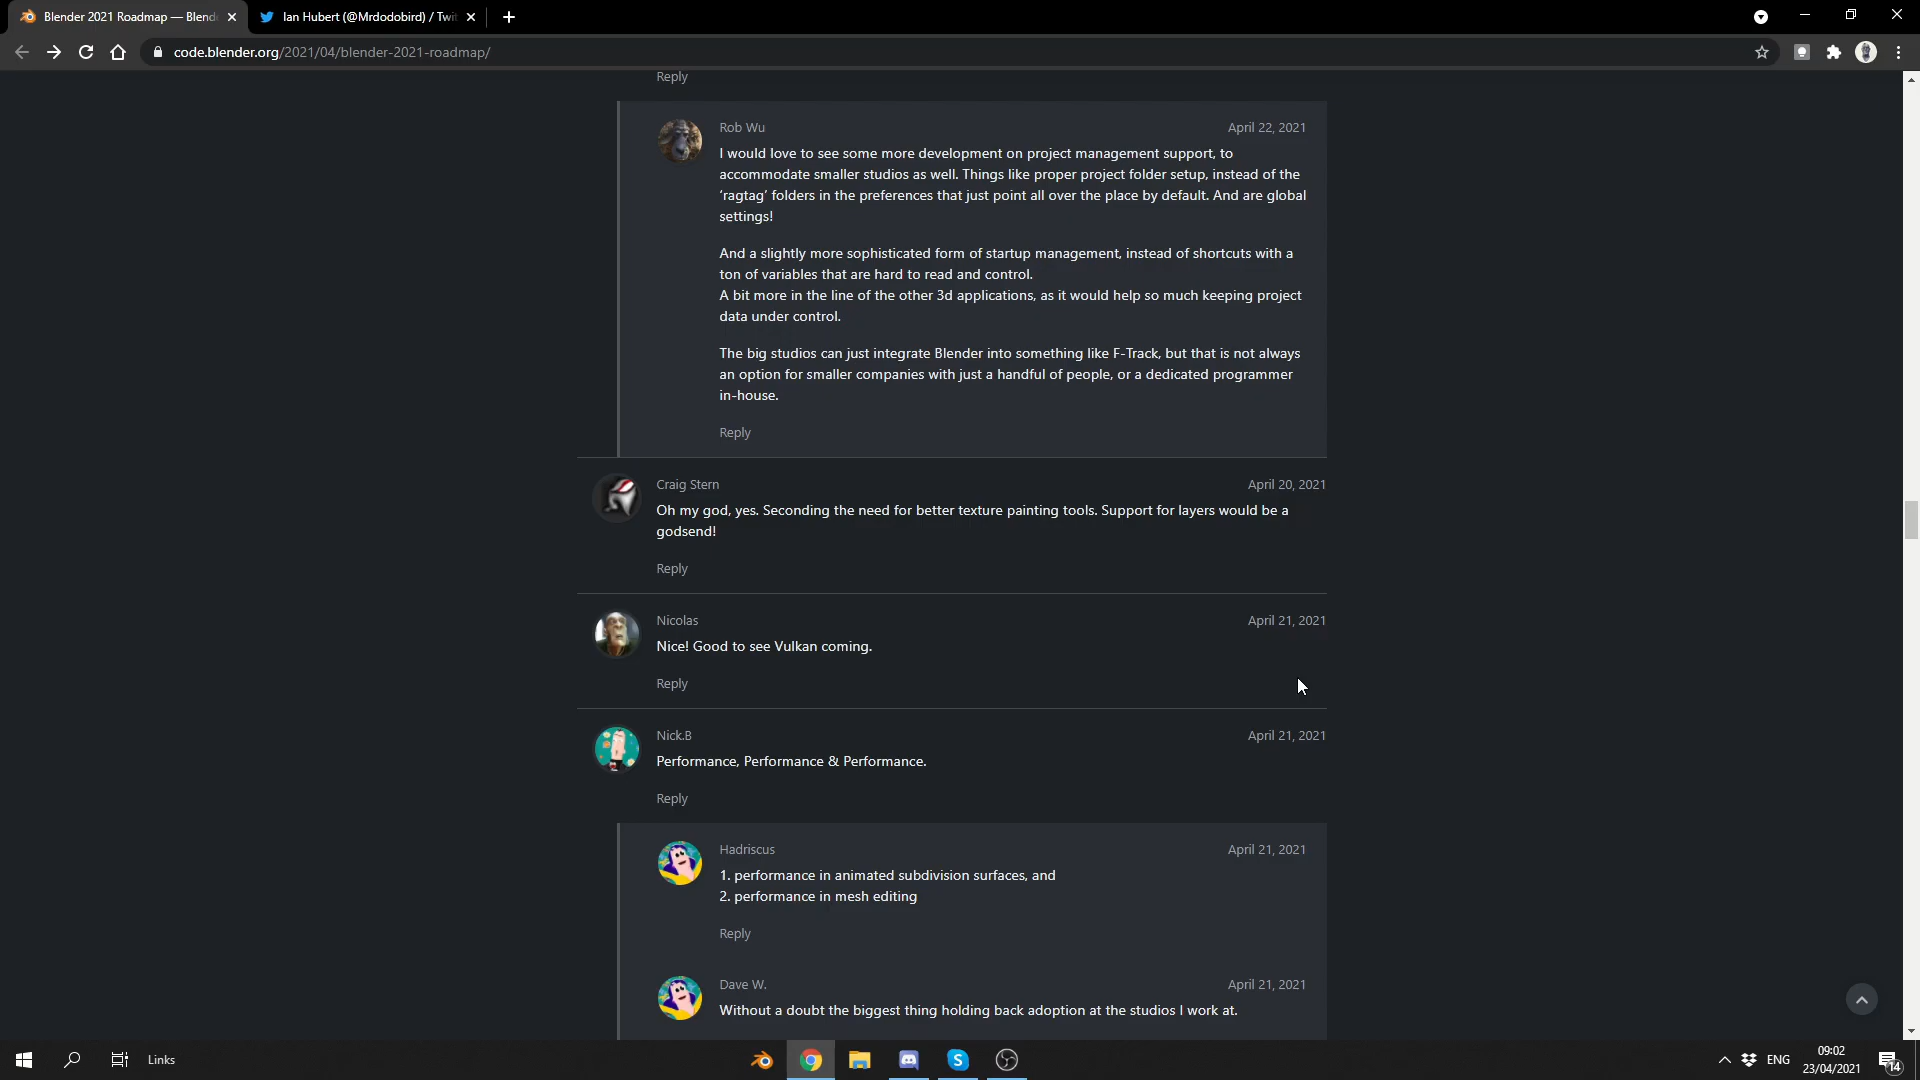 Blender 2021 Roadmap — Blend
Ian Hubert (@Mrdodobird) / Twit
code.blender.org/2021/04/blender-2021-roadmap/
Reply
Rob Wu
April 22, 2021
I would love to see some more development on project management support, to
accommodate smaller studios as well. Things like proper project folder setup, instead of the
‘ragtag’ folders in the preferences that just point all over the place by default. And are global
settings!
And a slightly more sophisticated form of startup management, instead of shortcuts with a
ton of variables that are hard to read and control.
A bit more in the line of the other 3d applications, as it would help so much keeping project
data under control.
The big studios can just integrate Blender into something like F-Track, but that is not always
an option for smaller companies with just a handful of people, or a dedicated programmer
in-house.
Reply
Craig Stern
April 20, 2021
Oh my god, yes. Seconding the need for better texture painting tools. Support for layers would be a
godsend!
Reply
Nicolas
April 21, 2021
Nice! Good to see Vulkan coming.
Reply
Nick.B
April 21, 2021
Performance, Performance & Performance.
Reply
Hadriscus
April 21, 2021
1. performance in animated subdivision surfaces, and
2. performance in mesh editing
Reply
Dave W.
April 21, 2021
Without a doubt the biggest thing holding back adoption at the studios I work at.
Links
ENG
09:02
23/04/2021
14